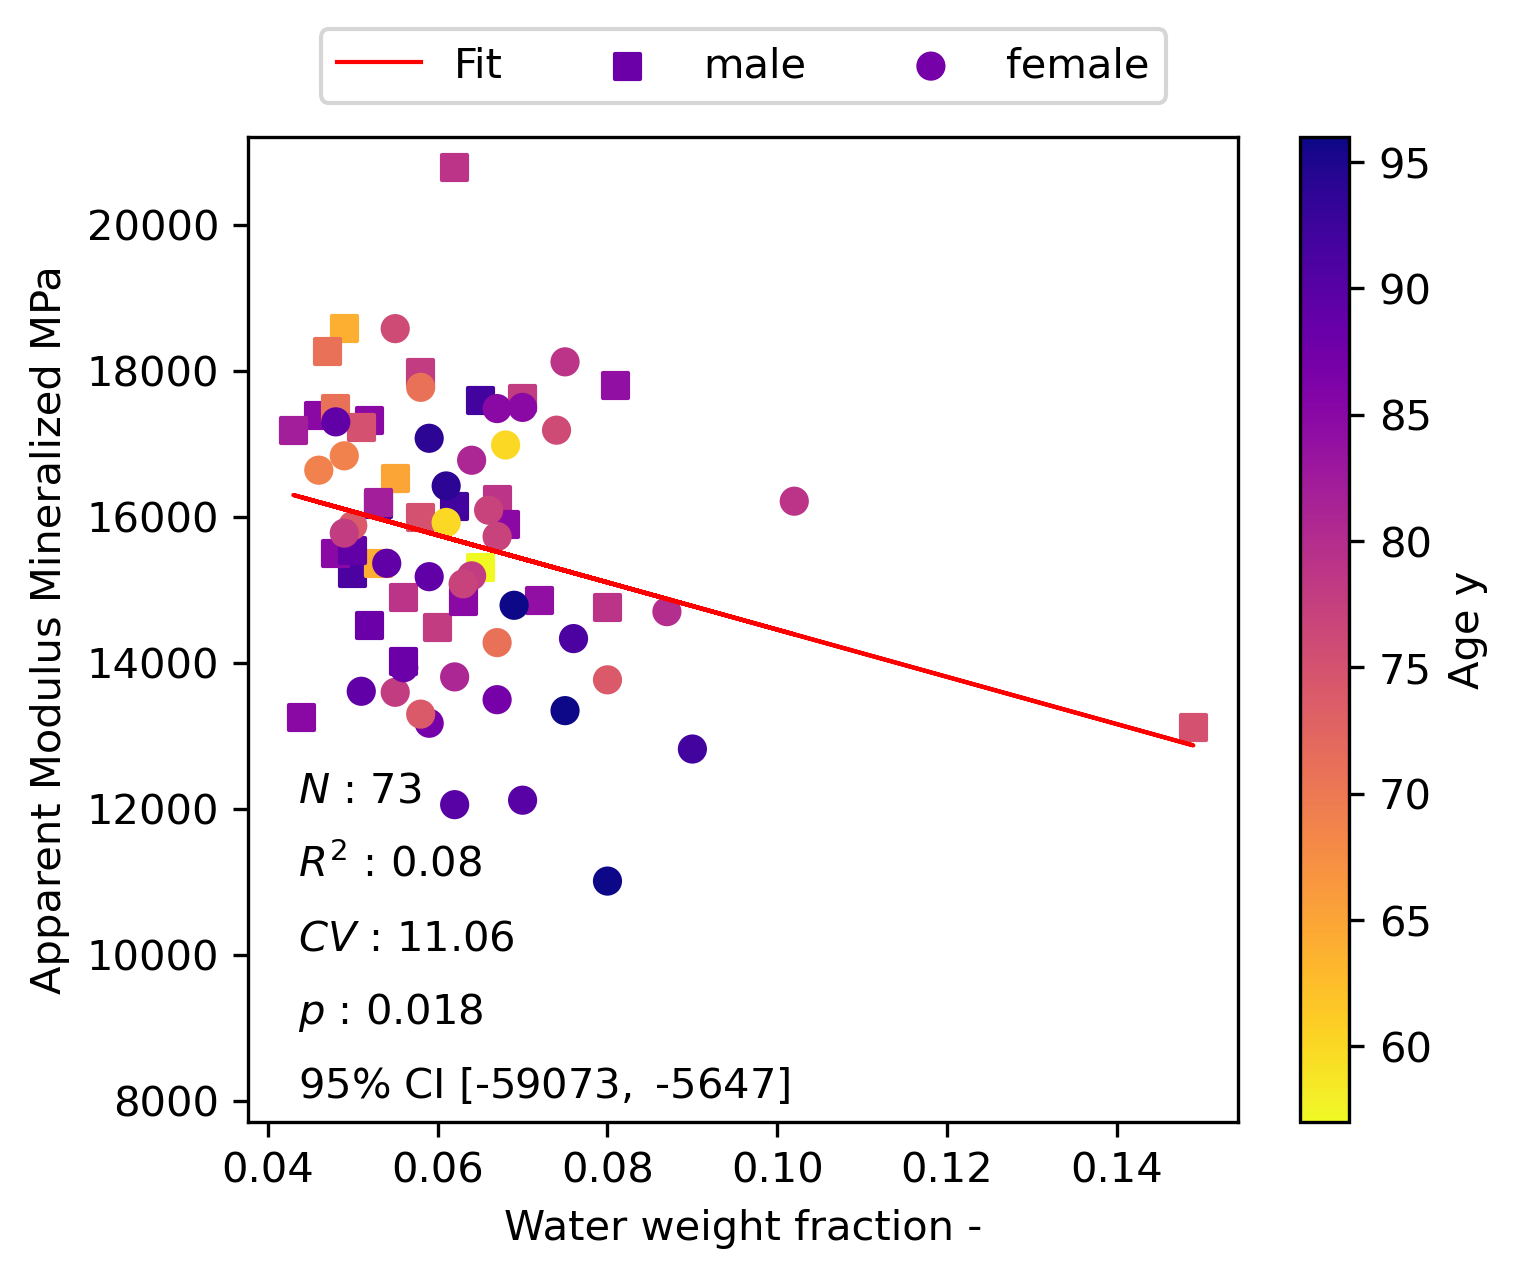 Fit male female
20000
18000
16000
14000
12000
10000
8000
Apparent Modulus Mineralized MPa
N : 73
R² : 0.08
CV : 11.06
p : 0.018
95% CI [-59073, -5647]
0.04 0.06 0.08 0.10 0.12 0.14
Water weight fraction -
95
90
85
80
75
70
65
60
Age y